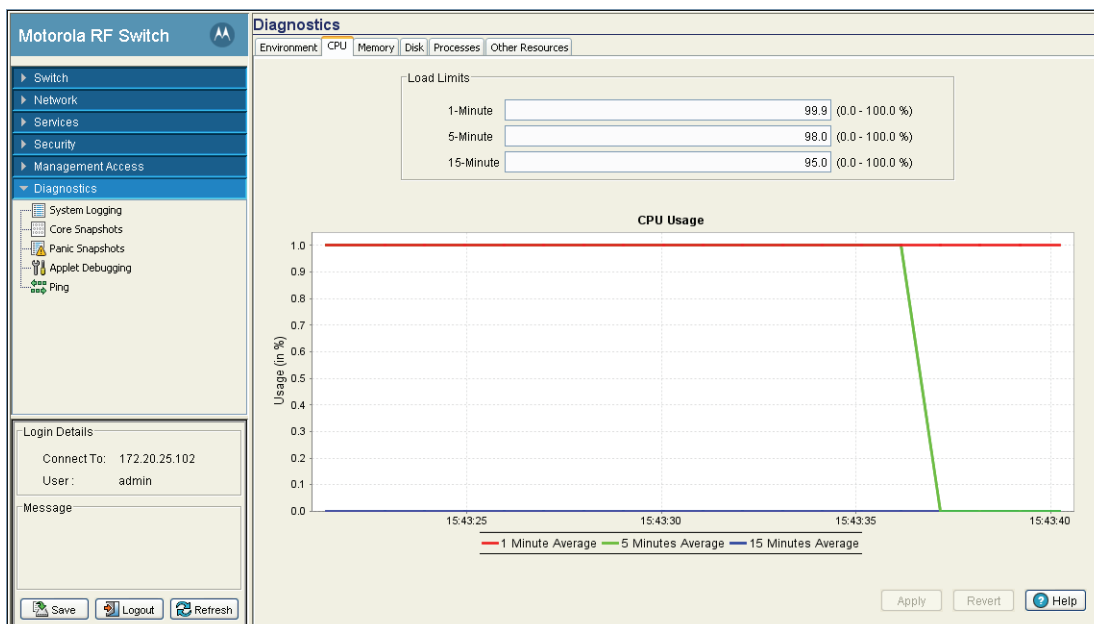 Motorola RF Switch
Switch
Network
Services
Security
Management Access
Diagnostics
System Logging
Core Snapshots
Panic Snapshots
Applet Debugging
Ping
Login Details
Connect To: 172.20.25.102
User : admin
Message
Save Logout Refresh
Diagnostics
Environment CPU Memory Disk Processes Other Resources
Load Limits
1-Minute 99.9 (0.0 - 100.0 %)
5-Minute 98.0 (0.0 - 100.0 %)
15-Minute 95.0 (0.0 - 100.0 %)
CPU Usage
Usage (in %)
1.0
0.9
0.8
0.7
0.6
0.5
0.4
0.3
0.2
0.1
0.0
15:43:25 15:43:30 15:43:35 15:43:40
1 Minute Average 5 Minutes Average 15 Minutes Average
Apply Revert ? Help